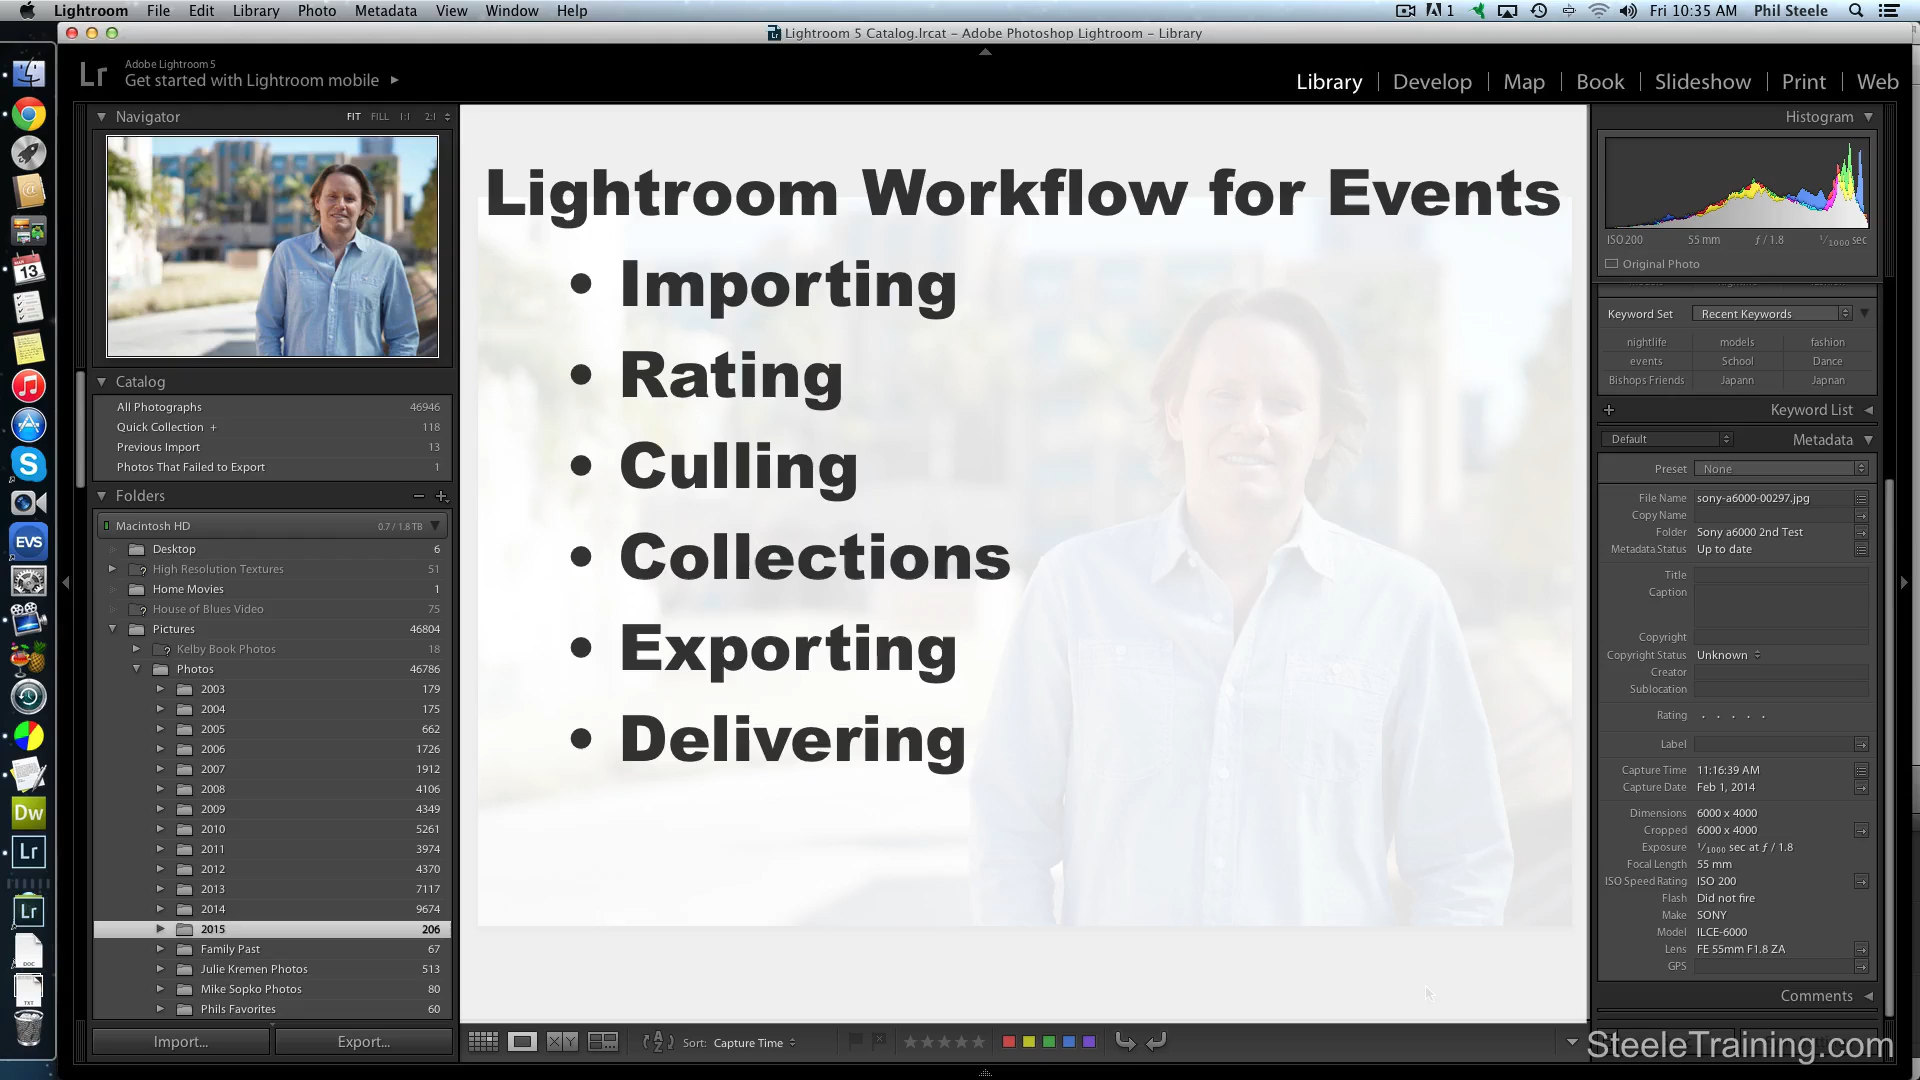 Lightroom File Edit Library Photo Metadata View Window Help
1 Fri 10:35 AM Phil Steele
Lightroom 5 Catalog.lrcat – Adobe Photoshop Lightroom – Library
Lr
Adobe Lightroom 5
Get started with Lightroom mobile
Library | Develop | Map | Book | Slideshow | Print | Web
Navigator FIT FILL 1:1 2:1
Catalog
All Photographs 46946
Quick Collection + 118
Previous Import 13
Photos That Failed to Export 1
Folders
Macintosh HD 0.7 / 1.8 TB
Desktop 6
High Resolution Textures 51
Home Movies 1
House of Blues Video 75
Pictures 46804
Kelby Book Photos 18
Photos 46786
2003 179
2004 175
2005 662
2006 1726
2007 1912
2008 4106
2009 4349
2010 5261
2011 3974
2012 4370
2013 7117
2014 9674
2015 206
Family Past 67
Julie Kremen Photos 513
Mike Sopko Photos 80
Phils Favorites 60
Import... Export...
13
EVS
Dw
Lr
Lr
DOC
TXT
Lightroom Workflow for Events
• Importing
• Rating
• Culling
• Collections
• Exporting
• Delivering
Sort: Capture Time
Histogram
ISO 200 55 mm ƒ / 1.8 1/1000 sec
Original Photo
Keyword Set Recent Keywords
nightlife models fashion
events School Dance
Bishops Friends Japann Japnan
Keyword List
Default Metadata
Preset None
File Name sony-a6000-00297.jpg
Copy Name
Folder Sony a6000 2nd Test
Metadata Status Up to date
Title
Caption
Copyright
Copyright Status Unknown
Creator
Sublocation
Rating
Label
Capture Time 11:16:39 AM
Capture Date Feb 1, 2014
Dimensions 6000 x 4000
Cropped 6000 x 4000
Exposure 1/1000 sec at ƒ / 1.8
Focal Length 55 mm
ISO Speed Rating ISO 200
Flash Did not fire
Make SONY
Model ILCE-6000
Lens FE 55mm F1.8 ZA
GPS
Comments
SteeleTraining.com